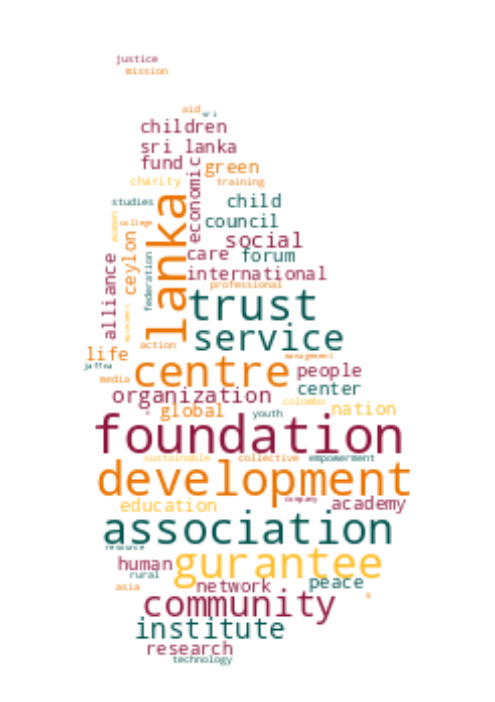 justice
mission
aid sri
children
sri lanka
fund economic green
charity training
studies child
women college council
lanka social
ceylon care forum
alliance federation international
professional
trust
movement service
action
life management
jaffna centre people
media center
organization colombo
global youth nation
foundation
sustainable collective empowerment
development
company
education academy
association
resource
human gurantee
rural peace
asia network
s
community
institute
research
technology